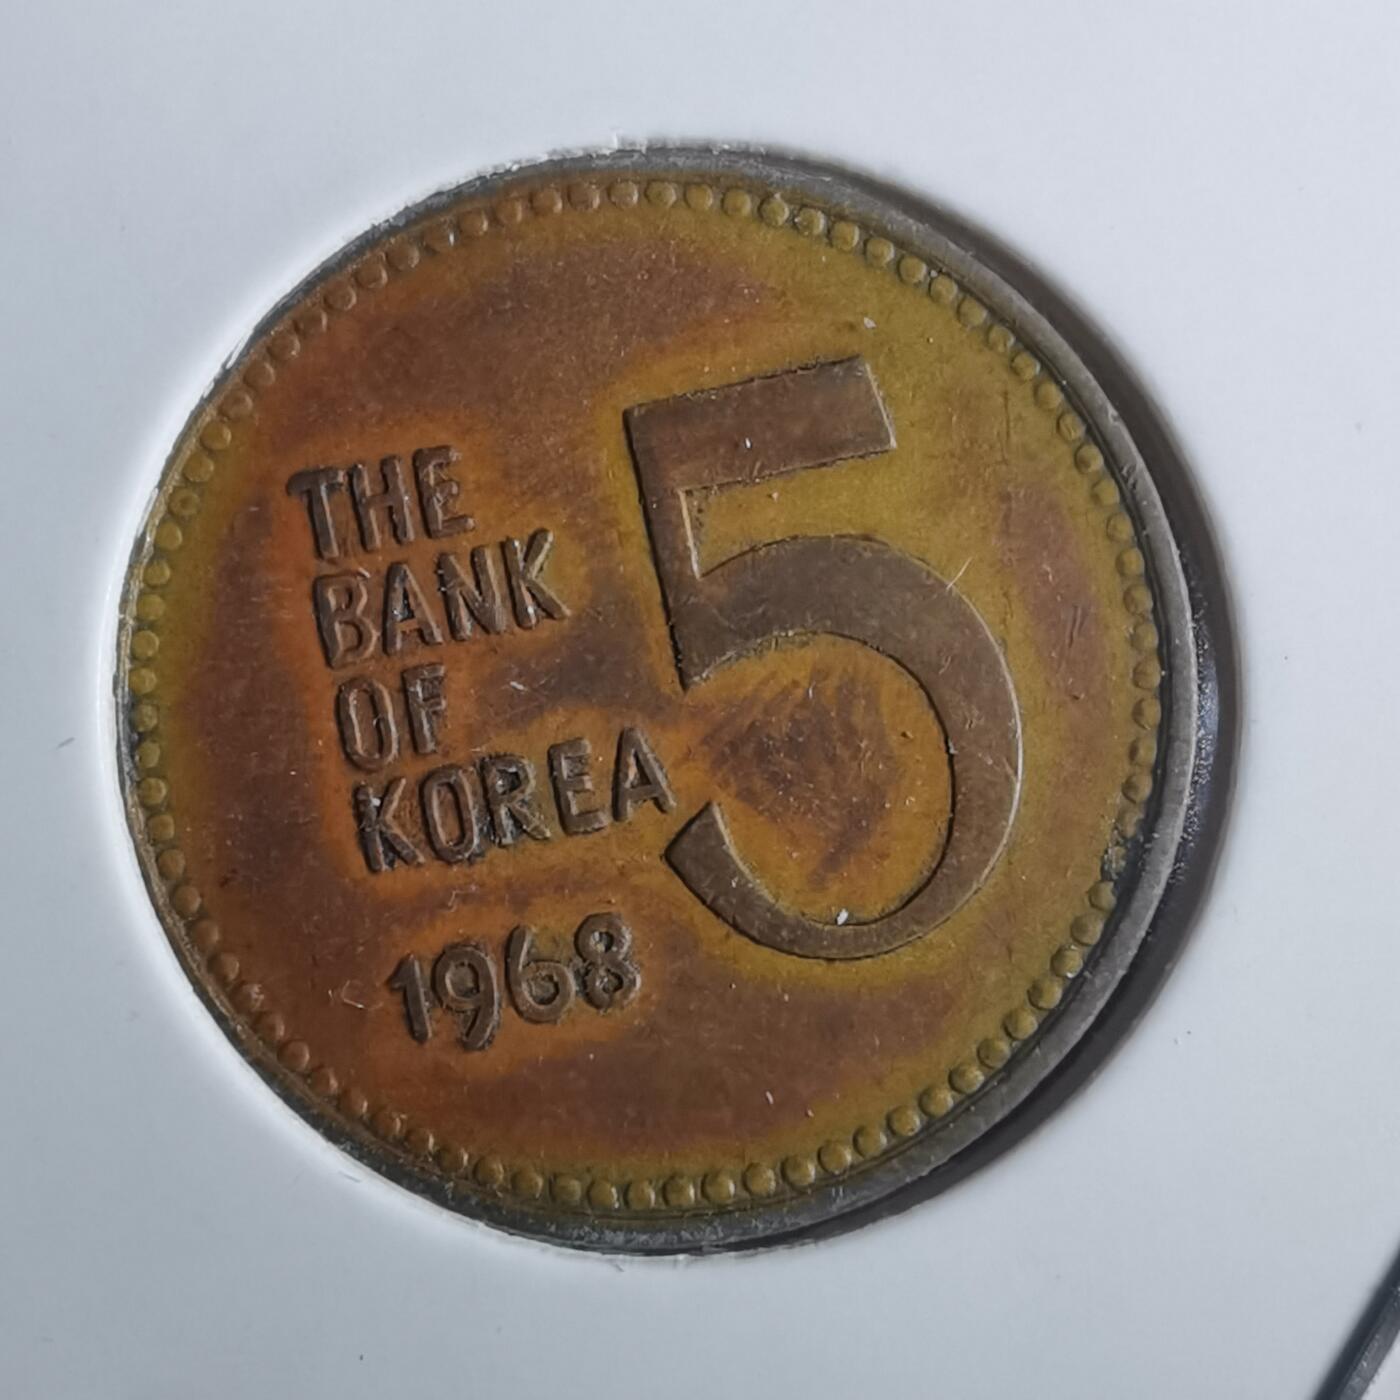 THE
BANK
OF
KOREA
1968
5